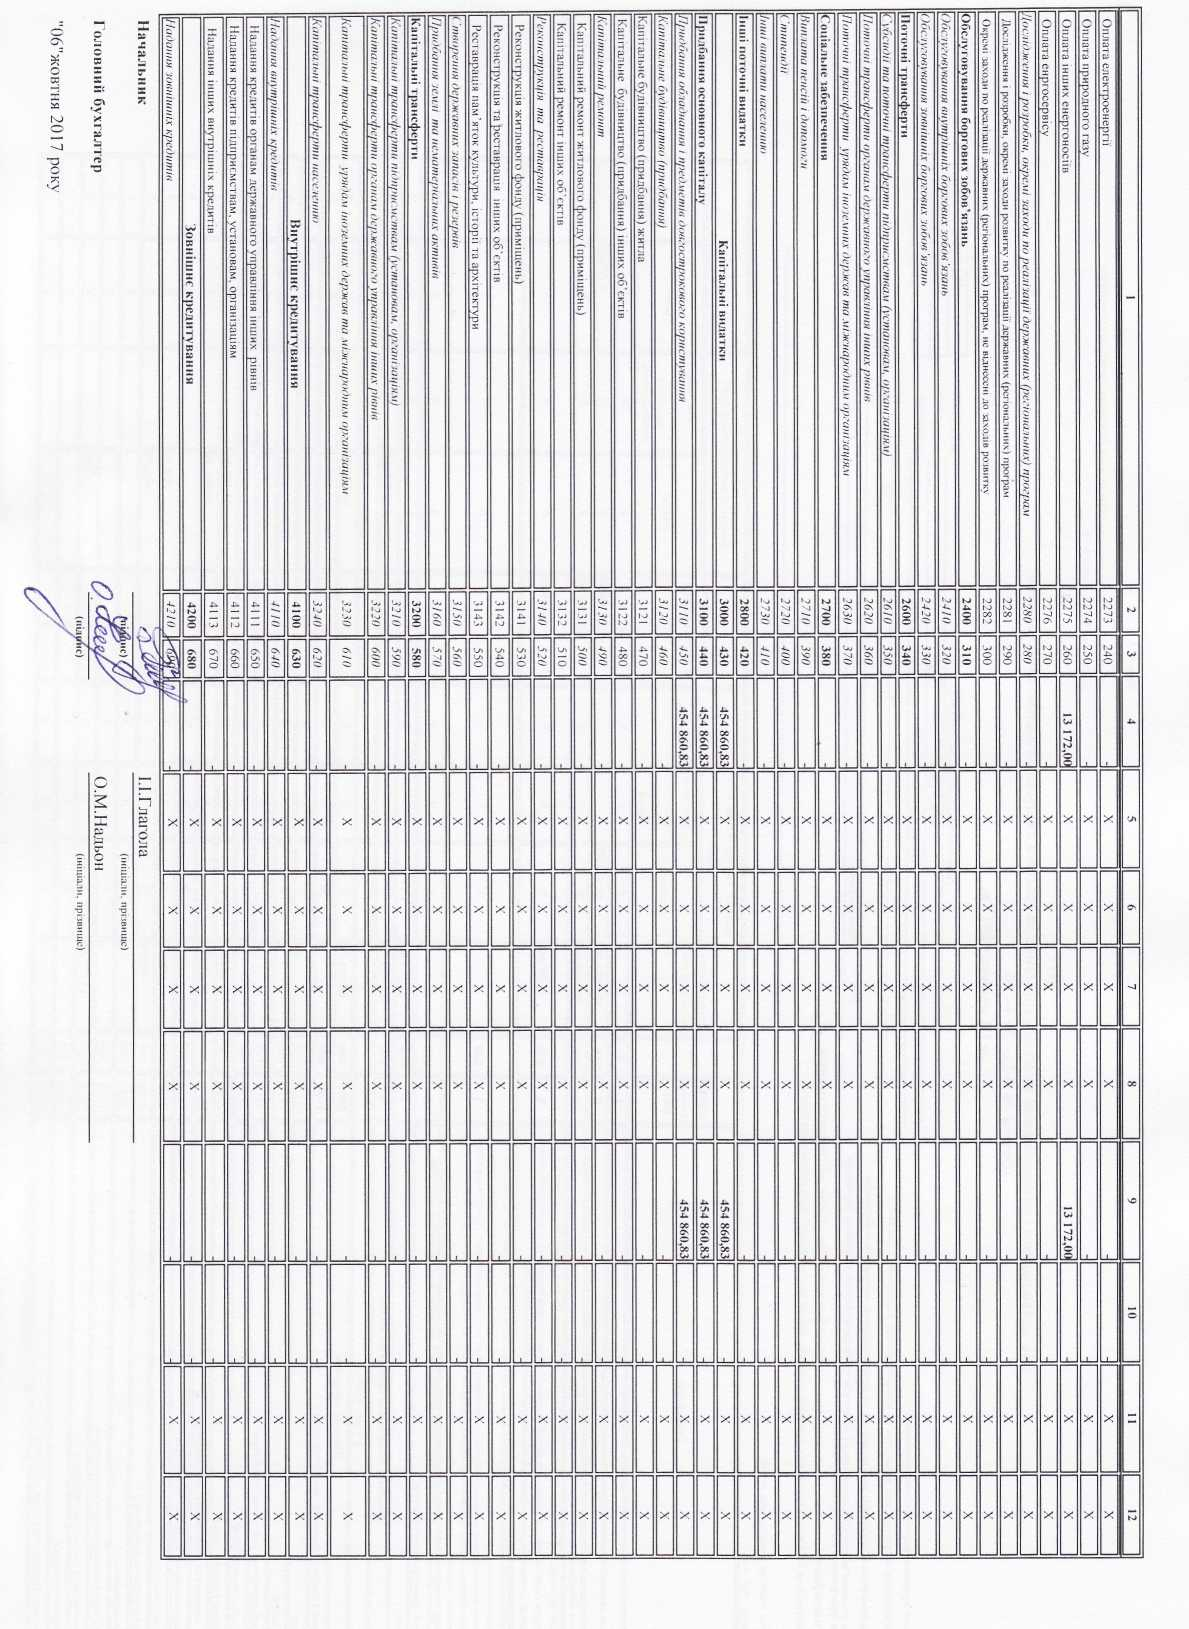 1 2 3 4 5 6 7 8 9 10 11 12
Оплата електроенергії 2273 240 - X X X X - - X X
Оплата природного газу 2274 250 - X X X X - - X X
Оплата інших енергоносіїв 2275 260 13 172,00 X X X X 13 172,00 - X X
Оплата енргосервісу 2276 270 - X X X X - - X X
Дослідження і розробки, окремі заходи по реалізації державних (регіональних) програм 2280 280 - X X X X - - X X
Дослідження і розробки, окремі заходи розвитку по реалізації державних (регіональних) програм 2281 290 - X X X X - - X X
Окремі заходи по реалізації державних (регіональних) програм, не віднесені до заходів розвитку 2282 300 - X X X X - - X X
Обслуговування боргових зобов'язань 2400 310 - X X X X - - X X
Обслуговування внутрішніх боргових зобов'язань 2410 320 - X X X X - - X X
Обслуговування зовнішніх боргових зобов'язань 2420 330 - X X X X - - X X
Поточні трансферти 2600 340 - X X X X - - X X
Субсидії та поточні трансферти підприємствам (установам, організаціям) 2610 350 - X X X X - - X X
Поточні трансферти органам державного управління інших рівнів 2620 360 - X X X X - - X X
Поточні трансферти урядам іноземних держав та міжнародним організаціям 2630 370 - X X X X - - X X
Соціальне забезпечення 2700 380 - X X X X - - X X
Виплата пенсій і допомоги 2710 390 - X X X X - - X X
Стипендії 2720 400 - X X X X - - X X
Інші виплати населенню 2730 410 - X X X X - - X X
Інші поточні видатки 2800 420 - X X X X - - X X
Капітальні видатки 3000 430 454 860,83 X X X X 454 860,83 - X X
Придбання основного капіталу 3100 440 454 860,83 X X X X 454 860,83 - X X
Придбання обладнання і предметів довгострокового користування 3110 450 454 860,83 X X X X 454 860,83 - X X
Капітальне будівництво (придбання) 3120 460 - X X X X - - X X
Капітальне будівництво (придбання) житла 3121 470 - X X X X - - X X
Капітальне будівництво (придбання) інших об'єктів 3122 480 - X X X X - - X X
Капітальний ремонт 3130 490 - X X X X - - X X
Капітальний ремонт житлового фонду (приміщень) 3131 500 - X X X X - - X X
Капітальний ремонт інших об'єктів 3132 510 - X X X X - - X X
Реконструкція та реставрація 3140 520 - X X X X - - X X
Реконструкція житлового фонду (приміщень) 3141 530 - X X X X - - X X
Реконструкція та реставрація інших об'єктів 3142 540 - X X X X - - X X
Реставрація пам'яток культури, історії та архітектури 3143 550 - X X X X - - X X
Створення державних запасів і резервів 3150 560 - X X X X - - X X
Придбання землі та нематеріальних активів 3160 570 - X X X X - - X X
Капітальні трансферти 3200 580 - X X X X - - X X
Капітальні трансферти підприємствам (установам, організаціям) 3210 590 - X X X X - - X X
Капітальні трансферти органам державного управління інших рівнів 3220 600 - X X X X - - X X
Капітальні трансферти урядам іноземних держав та міжнародним організаціям 3230 610 - X X X X - - X X
Капітальні трансферти населенню 3240 620 - X X X X - - X X
Внутрішнє кредитування 4100 630 - X X X X - - X X
Надання внутрішніх кредитів 4110 640 - X X X X - - X X
Надання кредитів органам державного управління інших рівнів 4111 650 - X X X X - - X X
Надання кредитів підприємствам, установам, організаціям 4112 660 - X X X X - - X X
Надання інших внутрішніх кредитів 4113 670 - X X X X - - X X
Зовнішнє кредитування 4200 680 - X X X X - - X X
Надання зовнішніх кредитів 4210 - X X X X - - X X
Начальник І.І.Глагола
(підпис) (ініціали, прізвище)
Головний бухгалтер О.М.Надьон
(підпис) (ініціали, прізвище)
"06"жовтня 2017 року